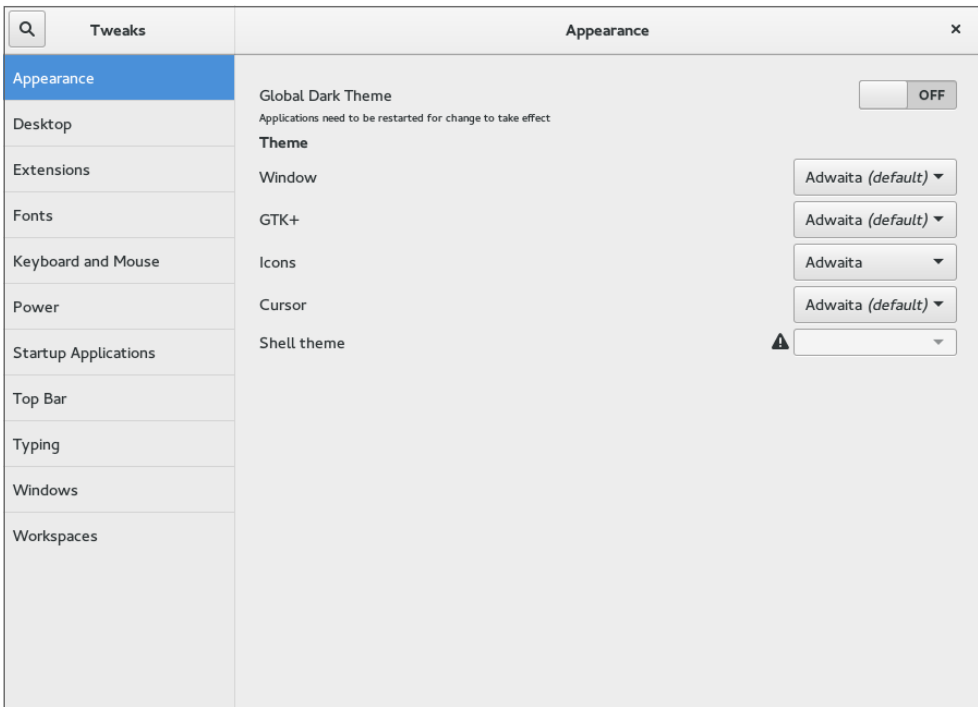 Tweaks
Appearance
Appearance
Desktop
Extensions
Fonts
Keyboard and Mouse
Power
Startup Applications
Top Bar
Typing
Windows
Workspaces
Global Dark Theme OFF
Applications need to be restarted for change to take effect
Theme
Window Adwaita (default)
GTK+ Adwaita (default)
Icons Adwaita
Cursor Adwaita (default)
Shell theme